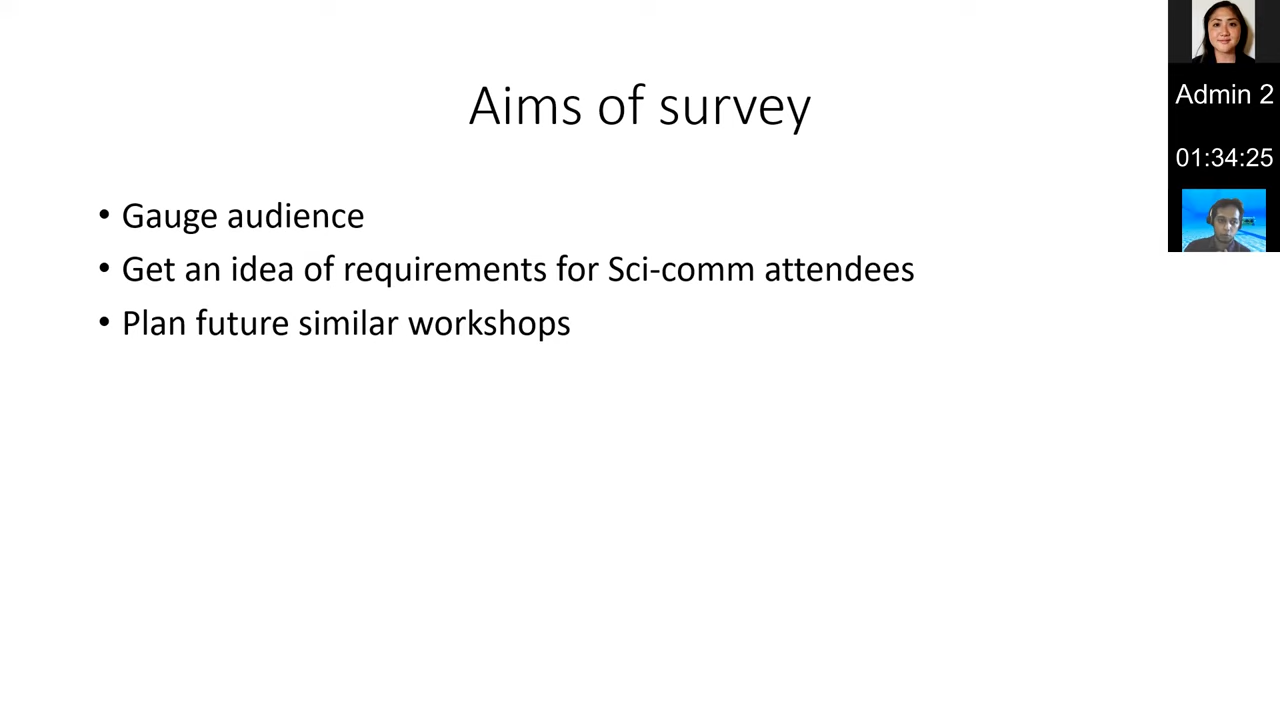 Aims of survey
• Gauge audience
• Get an idea of requirements for Sci-comm attendees
• Plan future similar workshops
Admin 2
01:34:25